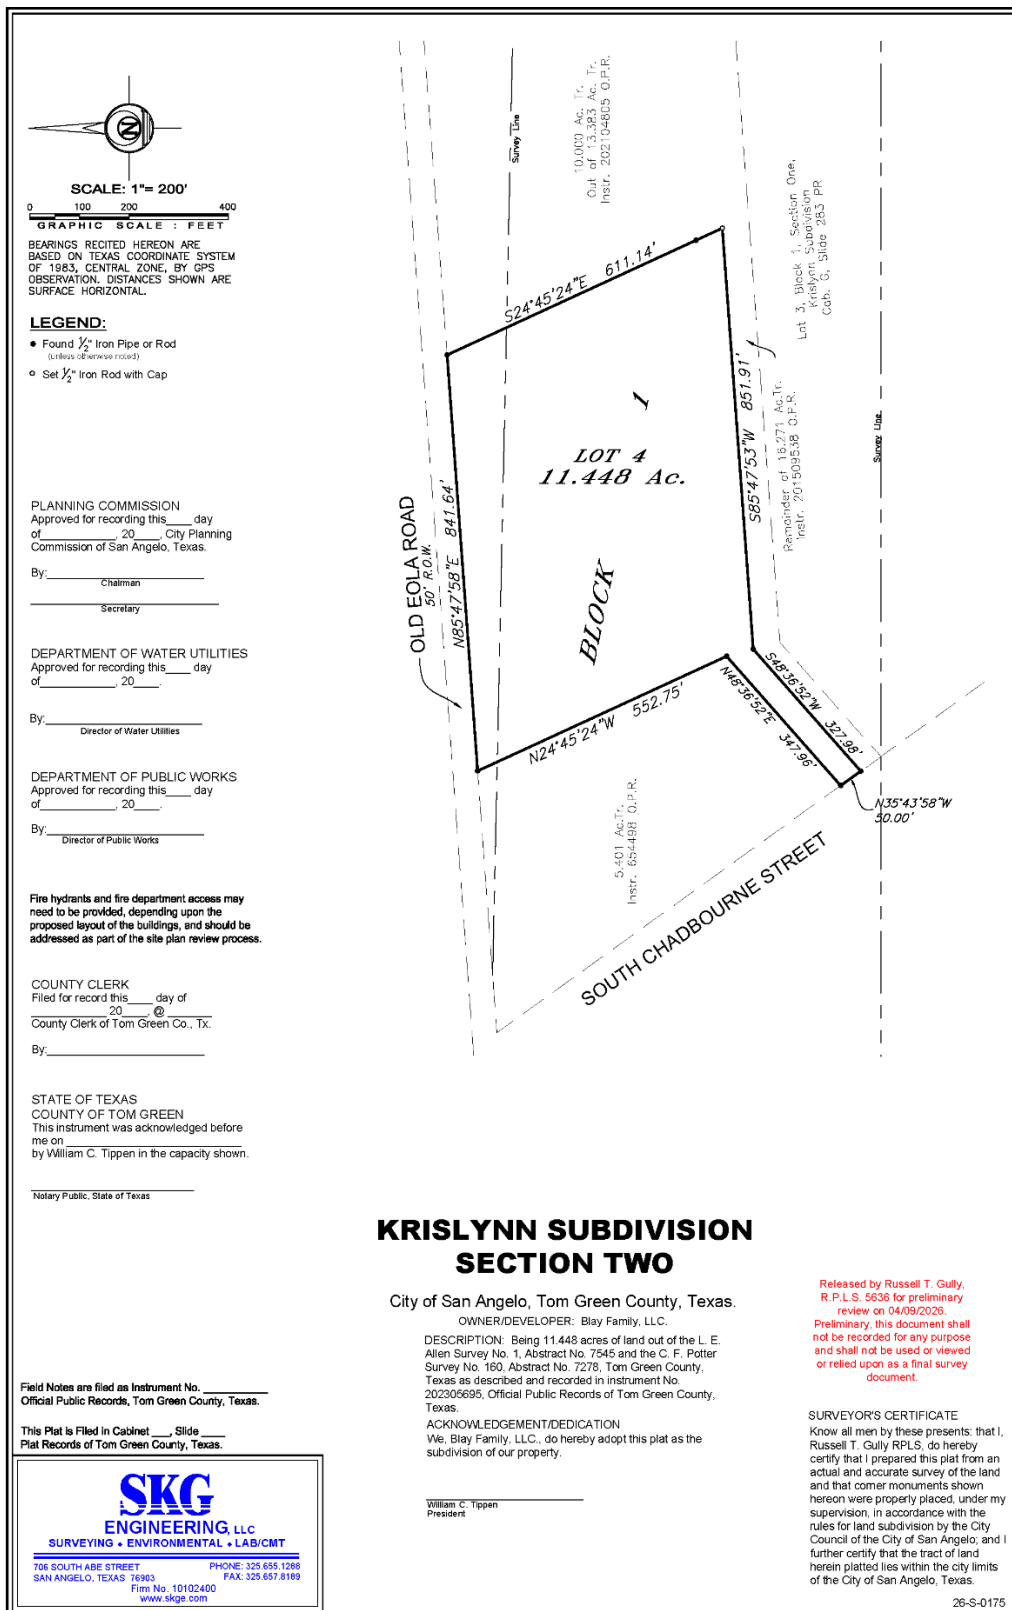 N
SCALE: 1"= 200'
0 100 200 400
GRAPHIC SCALE : FEET
BEARINGS RECITED HEREON ARE
BASED ON TEXAS COORDINATE SYSTEM
OF 1983, CENTRAL ZONE, BY GPS
OBSERVATION. DISTANCES SHOWN ARE
SURFACE HORIZONTAL.
LEGEND:
● Found 1/2" Iron Pipe or Rod
(unless otherwise noted)
○ Set 1/2" Iron Rod with Cap
PLANNING COMMISSION
Approved for recording this____ day
of__________, 20____, City Planning
Commission of San Angelo, Texas.
By:____________________
Chairman
____________________
Secretary
DEPARTMENT OF WATER UTILITIES
Approved for recording this____ day
of__________, 20____.
By:____________________
Director of Water Utilities
DEPARTMENT OF PUBLIC WORKS
Approved for recording this____ day
of__________, 20____.
By:____________________
Director of Public Works
Fire hydrants and fire department access may
need to be provided, depending upon the
proposed layout of the buildings, and should be
addressed as part of the site plan review process.
COUNTY CLERK
Filed for record this____ day of
__________ 20____, @ ______
County Clerk of Tom Green Co., Tx.
By:____________________
STATE OF TEXAS
COUNTY OF TOM GREEN
This instrument was acknowledged before
me on ____________________
by William C. Tippen in the capacity shown.
____________________
Notary Public, State of Texas
Survey Line
10.000 Ac. Tr.
Out of 13.383 Ac. Tr.
Instr. 202104805 O.P.R.
S24°45'24"E 611.14'
Lot 3, Block 1, Section One,
Krislynn Subdivision
Cab. G, Slide 283 PR
S85°47'53"W 851.91'
Remainder of 16.271 Ac.Tr.
Instr. 201509538 O.P.R.
Survey Line
1
LOT 4
11.448 Ac.
BLOCK
OLD EOLA ROAD
50' R.O.W.
N85°47'58"E 841.64'
N24°45'24"W 552.75'
N48°36'52"E 347.96'
S48°36'52"W 327.98'
N35°43'58"W
50.00'
5.401 Ac.Tr.
Instr. 654498 O.P.R.
SOUTH CHADBOURNE STREET
KRISLYNN SUBDIVISION
SECTION TWO
City of San Angelo, Tom Green County, Texas.
OWNER/DEVELOPER: Blay Family, LLC.
DESCRIPTION: Being 11.448 acres of land out of the L. E.
Allen Survey No. 1, Abstract No. 7545 and the C. F. Potter
Survey No. 160, Abstract No. 7278, Tom Green County,
Texas as described and recorded in instrument No.
202305695, Official Public Records of Tom Green County,
Texas.
ACKNOWLEDGEMENT/DEDICATION
We, Blay Family, LLC., do hereby adopt this plat as the
subdivision of our property.
____________________
William C. Tippen
President
Released by Russell T. Gully,
R.P.L.S. 5636 for preliminary
review on 04/09/2026.
Preliminary, this document shall
not be recorded for any purpose
and shall not be used or viewed
or relied upon as a final survey
document.
SURVEYOR'S CERTIFICATE
Know all men by these presents: that I,
Russell T. Gully RPLS, do hereby
certify that I prepared this plat from an
actual and accurate survey of the land
and that corner monuments shown
hereon were properly placed, under my
supervision, in accordance with the
rules for land subdivision by the City
Council of the City of San Angelo; and I
further certify that the tract of land
herein platted lies within the city limits
of the City of San Angelo, Texas.
26-S-0175
Field Notes are filed as Instrument No. __________
Official Public Records, Tom Green County, Texas.
This Plat is Filed in Cabinet ___, Slide ____
Plat Records of Tom Green County, Texas.
SKG
ENGINEERING, LLC
SURVEYING ♦ ENVIRONMENTAL ♦ LAB/CMT
706 SOUTH ABE STREET PHONE: 325.655.1288
SAN ANGELO, TEXAS 76903 FAX: 325.657.8189
Firm No. 10102400
www.skge.com